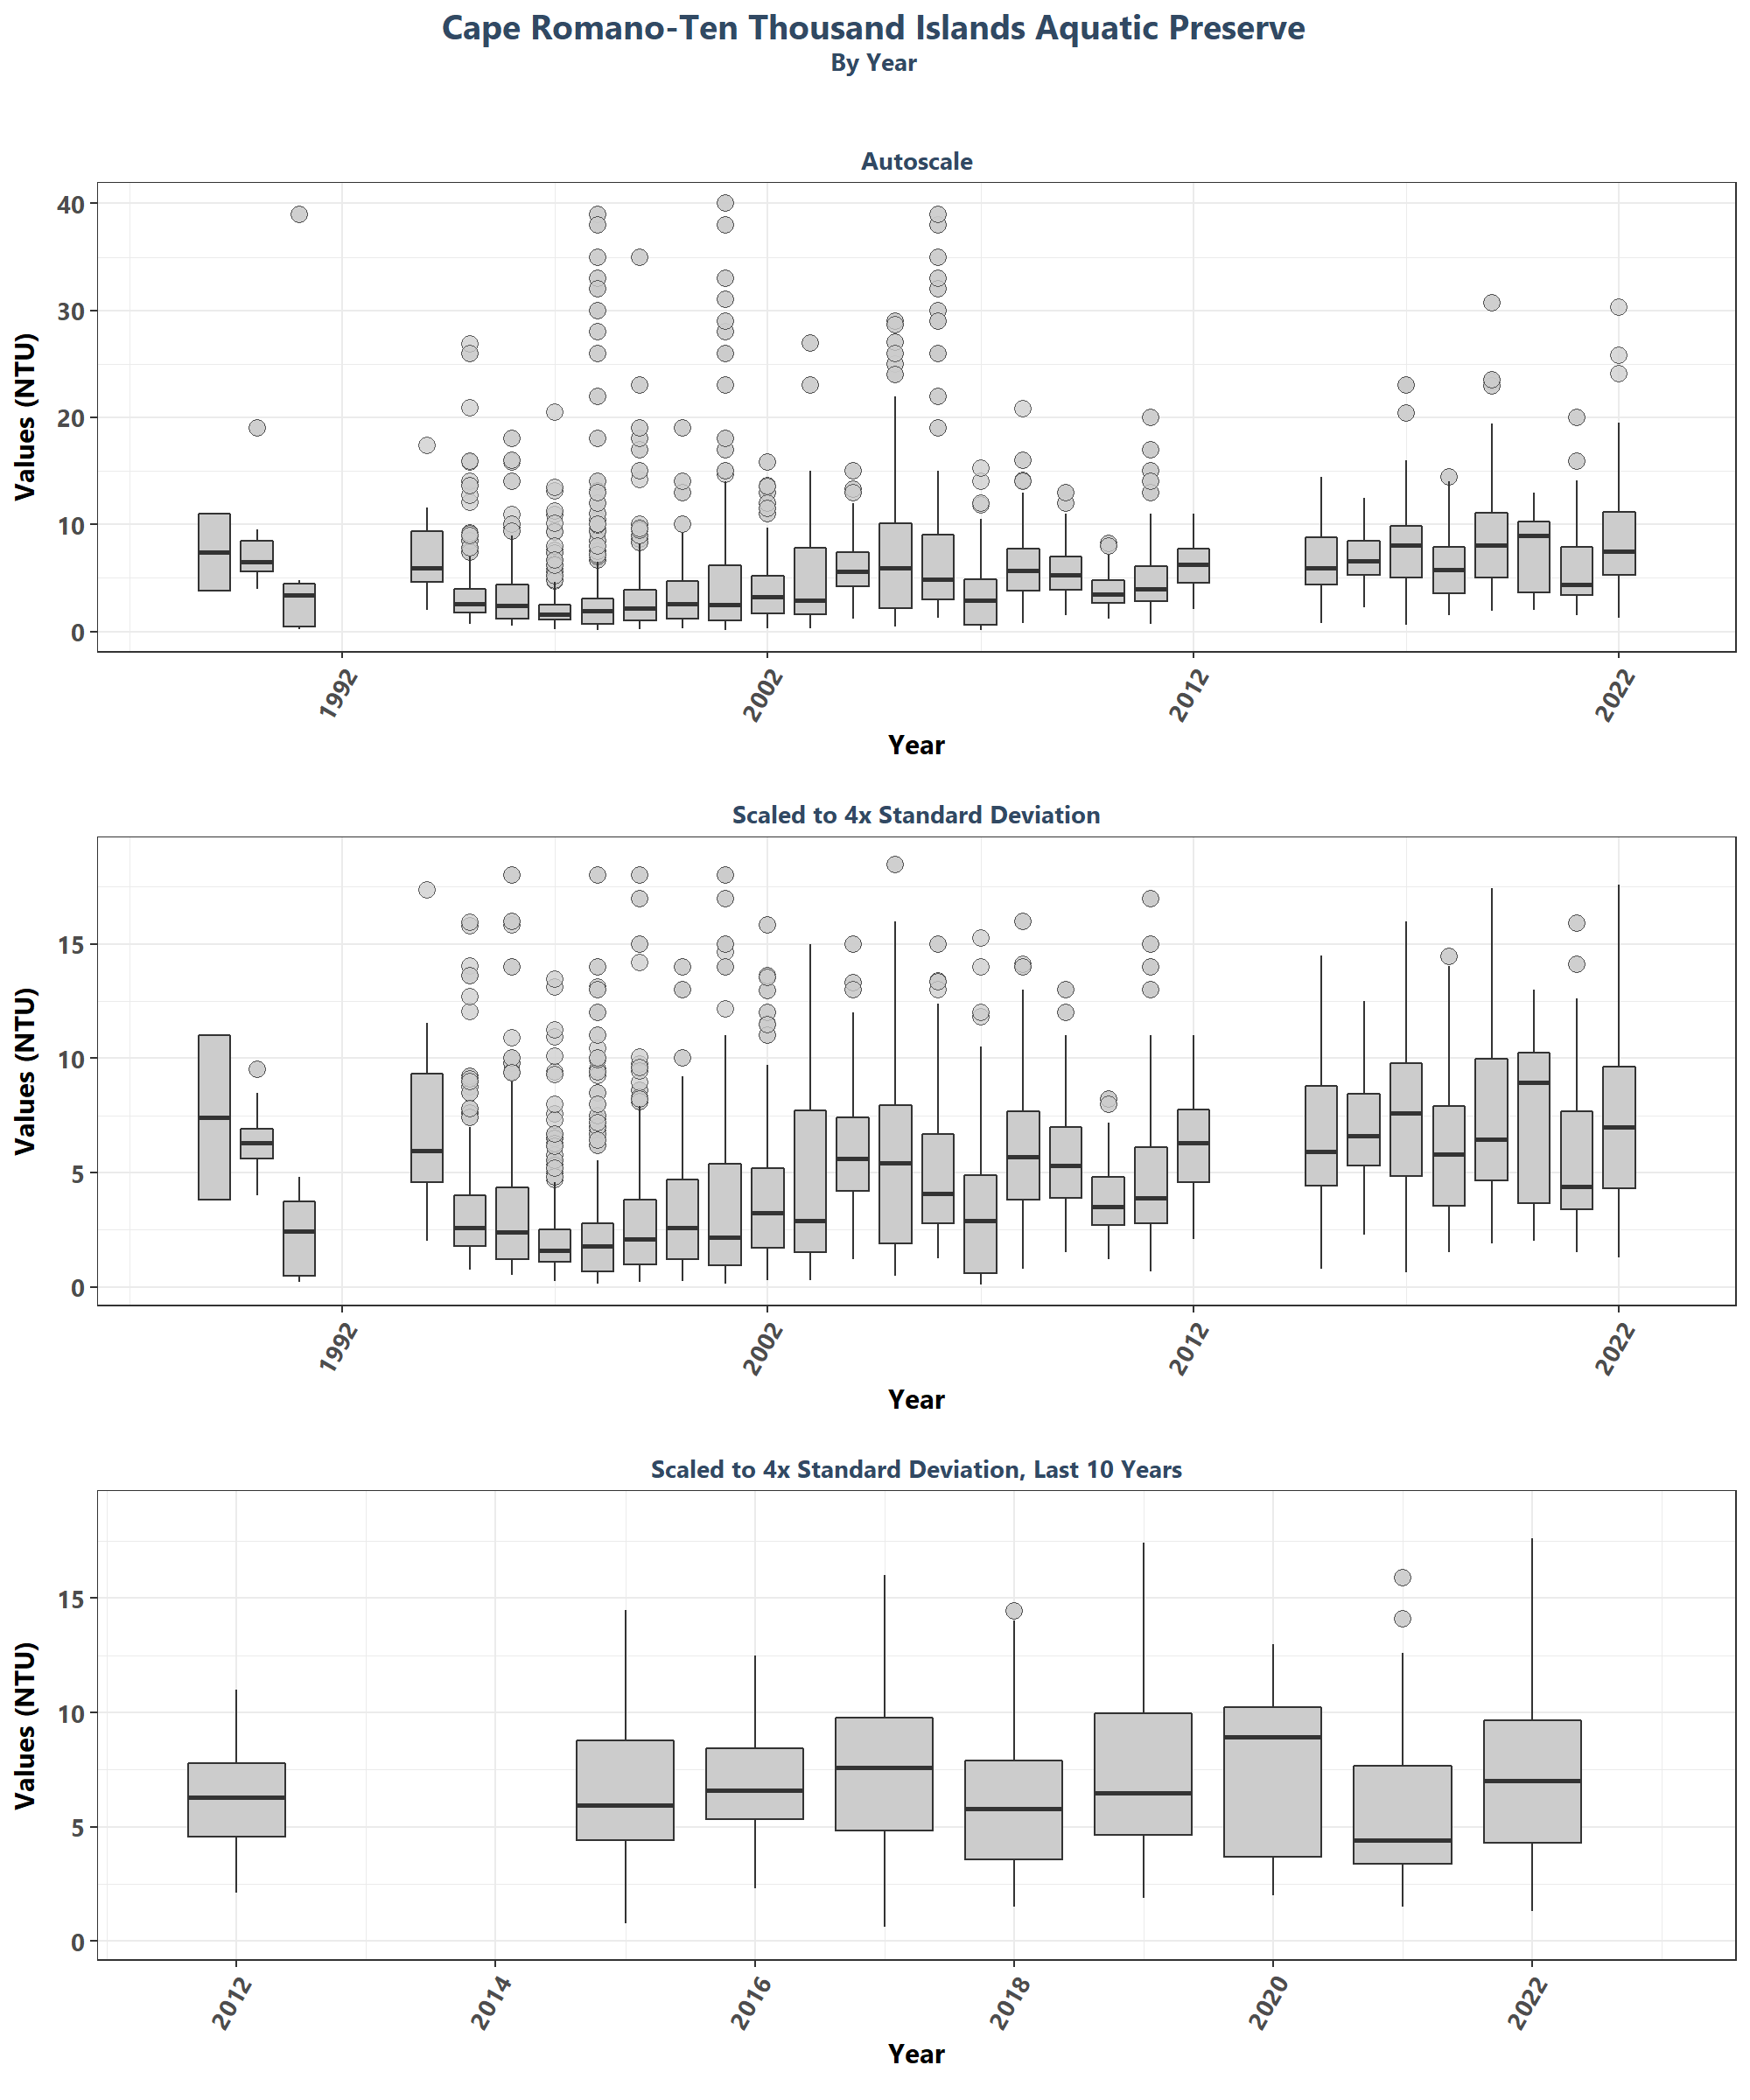 Cape Romano-Ten Thousand Islands Aquatic Preserve
By Year
Autoscale
Values (NTU)
40
30
20
10
0
1992
2002
2012
2022
Year
Scaled to 4x Standard Deviation
Values (NTU)
15
10
5
0
1992
2002
2012
2022
Year
Scaled to 4x Standard Deviation, Last 10 Years
Values (NTU)
15
10
5
0
2012
2014
2016
2018
2020
2022
Year